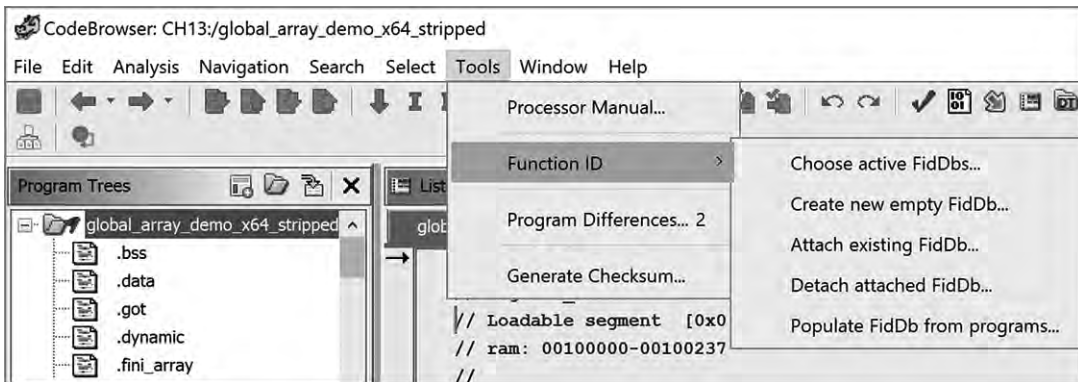 CodeBrowser: CH13:/global_array_demo_x64_stripped
File Edit Analysis Navigation Search Select Tools Window Help
Processor Manual...
Function ID
Choose active FidDbs...
Create new empty FidDb...
Attach existing FidDb...
Detach attached FidDb...
Populate FidDb from programs...
Program Differences... 2
Generate Checksum...
Program Trees
List
global_array_demo_x64_stripped
glob
.bss
.data
.got
.dynamic
.fini_array
// Loadable segment [0x0
// ram: 00100000-00100237
//